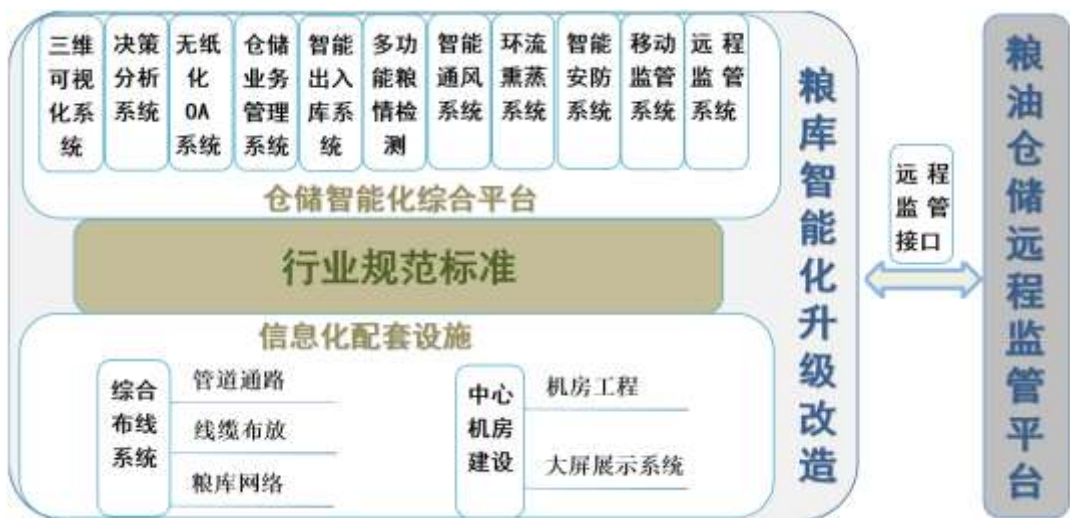 三维
可视
化系
统
决策
分析
系统
无纸
化
OA
系统
仓储
业务
管理
系统
智能
出入
库系
统
多功
能粮
情检
测
智能
通风
系统
环流
熏蒸
系统
智能
安防
系统
移动
监管
系统
远 程
监 管
系统
仓储智能化综合平台
行业规范标准
信息化配套设施
综合
布线
系统
管道通路
线缆布放
粮库网络
中心
机房
建设
机房工程
大屏展示系统
粮库智能化升级改造
远 程
监 管
接口
粮油仓储远程监管平台